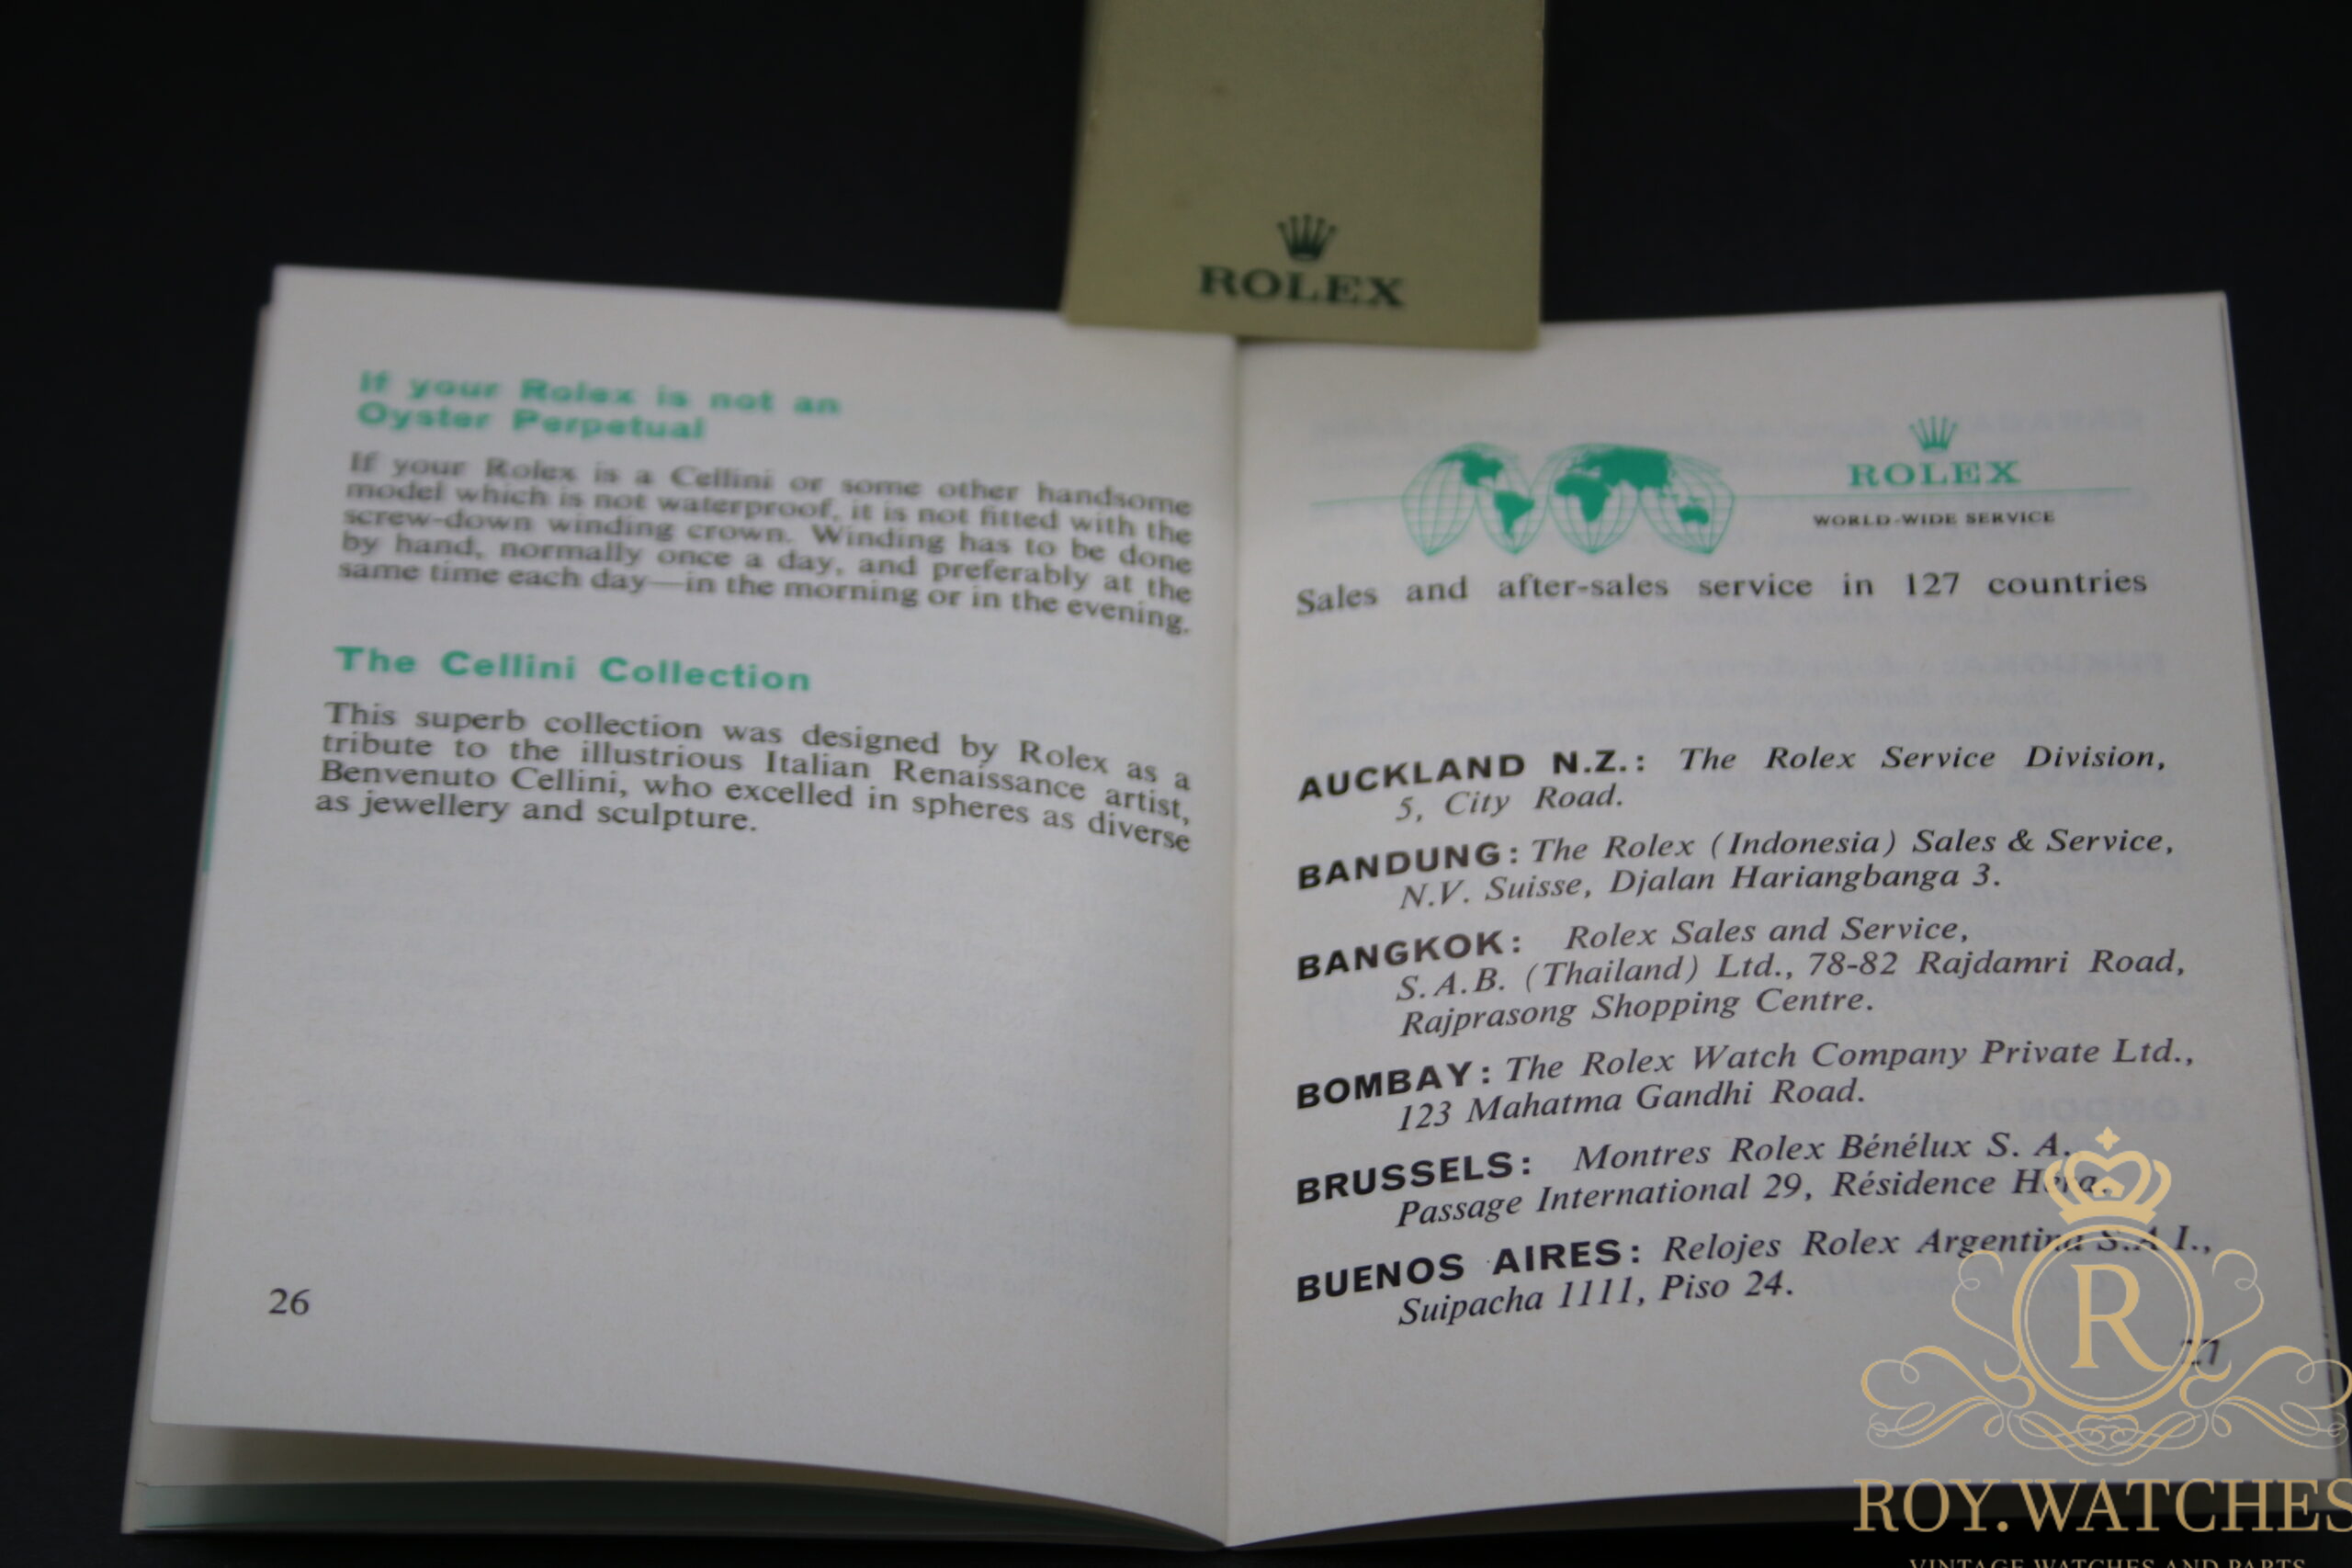 ROLEX
If your Rolex is not an
Oyster Perpetual
If your Rolex is a Cellini or some other handsome
model which is not waterproof, it is not fitted with the
screw-down winding crown. Winding has to be done
by hand, normally once a day, and preferably at the
same time each day—in the morning or in the evening.
The Cellini Collection
This superb collection was designed by Rolex as a
tribute to the illustrious Italian Renaissance artist,
Benvenuto Cellini, who excelled in spheres as diverse
as jewellery and sculpture.
26
ROLEX
WORLD-WIDE SERVICE
Sales and after-sales service in 127 countries
AUCKLAND N.Z.: The Rolex Service Division,
5, City Road.
BANDUNG: The Rolex (Indonesia) Sales & Service,
N.V. Suisse, Djalan Hariangbanga 3.
BANGKOK: Rolex Sales and Service,
S.A.B. (Thailand) Ltd., 78-82 Rajdamri Road,
Rajprasong Shopping Centre.
BOMBAY: The Rolex Watch Company Private Ltd.,
123 Mahatma Gandhi Road.
BRUSSELS: Montres Rolex Bénélux S. A.,
Passage International 29, Résidence Héra.
BUENOS AIRES: Relojes Rolex Argentina S.A.I.,
Suipacha 1111, Piso 24.
27
R
ROY.WATCHES
VINTAGE WATCHES AND PARTS